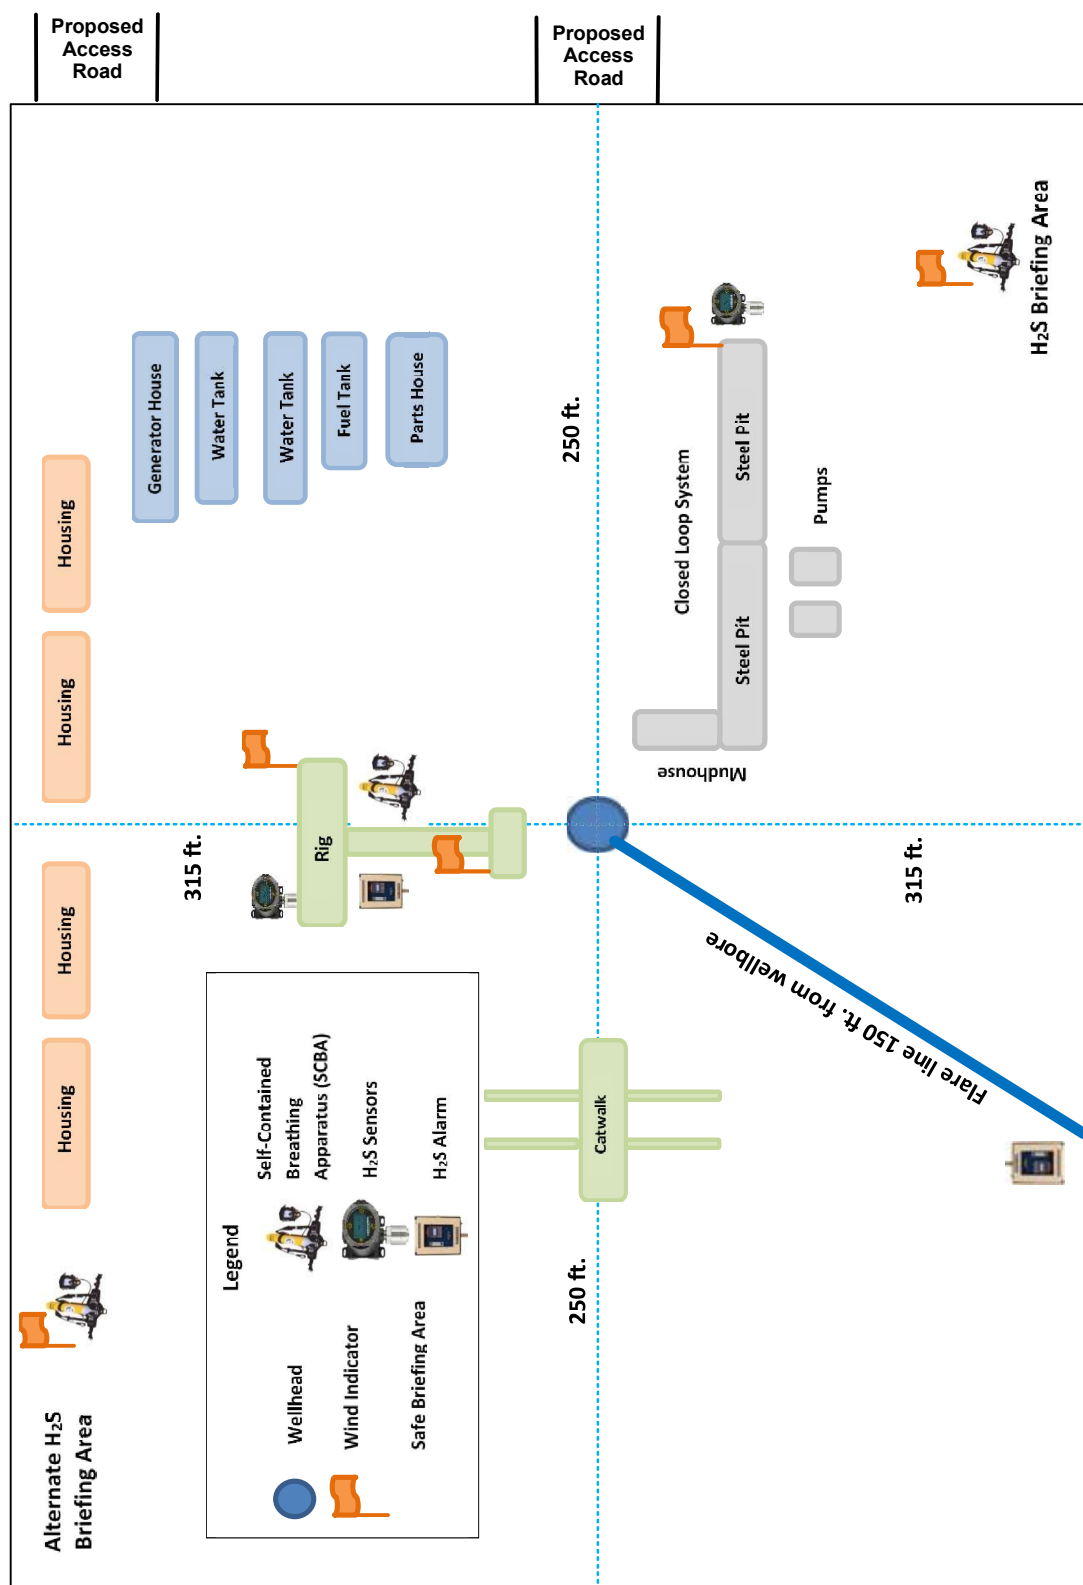 Proposed
Access
Road
Proposed
Access
Road
H₂S Briefing Area
Generator House
Water Tank
Water Tank
Fuel Tank
Parts House
250 ft.
Closed Loop System
Steel Pit
Steel Pit
Pumps
Mudhouse
Housing
Housing
Housing
Housing
315 ft.
Rig
315 ft.
Flare line 150 ft. from wellbore
Catwalk
250 ft.
Legend
Self-Contained
Breathing
Apparatus (SCBA)
H₂S Sensors
H₂S Alarm
Wellhead
Wind Indicator
Safe Briefing Area
Alternate H₂S
Briefing Area